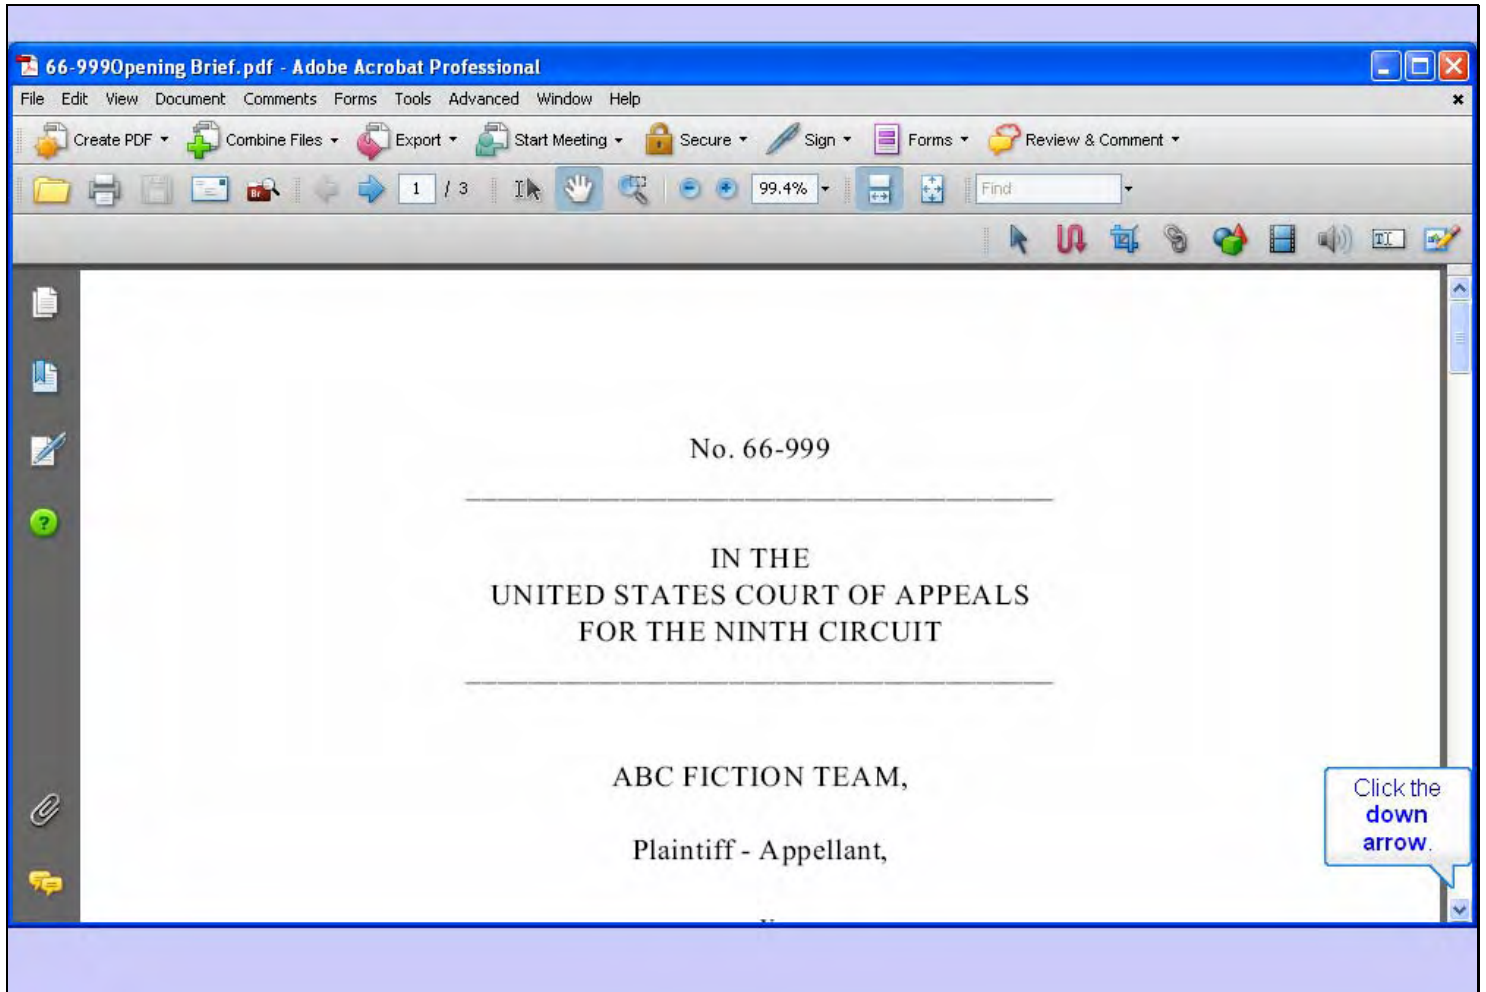 66-999Opening Brief.pdf - Adobe Acrobat Professional
File Edit View Document Comments Forms Tools Advanced Window Help
Create PDF Combine Files Export Start Meeting Secure Sign Forms Review & Comment
1 / 3 99.4% Find
No. 66-999
IN THE
UNITED STATES COURT OF APPEALS
FOR THE NINTH CIRCUIT
ABC FICTION TEAM,
Plaintiff - Appellant,
Click the
down
arrow.